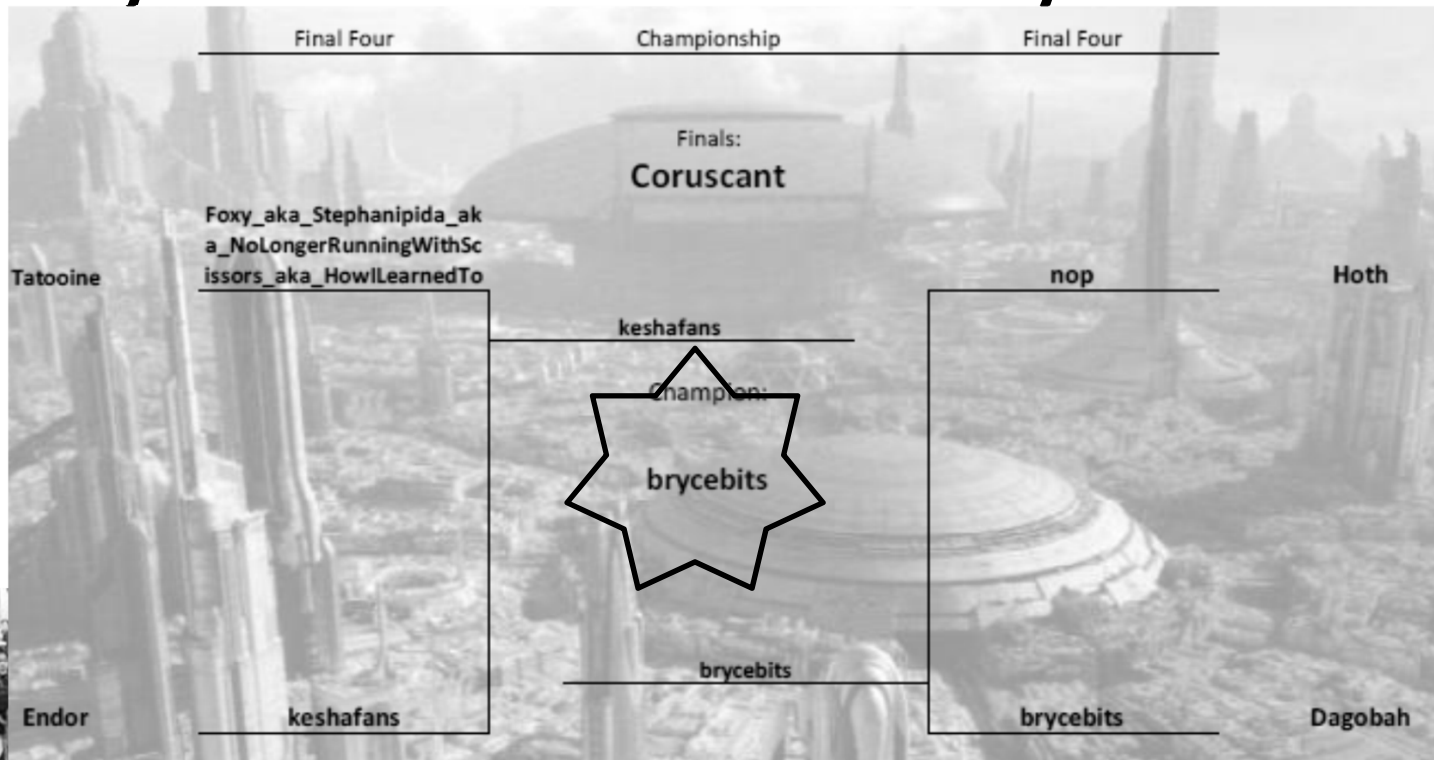 Final Four Championship Final Four
Finals:
Coruscant
Foxy_aka_Stephanipida_ak
a_NoLongerRunningWithSc
issors_aka_HowILearnedTo
Tatooine
nop
Hoth
keshafans
Champion:
brycebits
brycebits
Endor
keshafans
brycebits
Dagobah